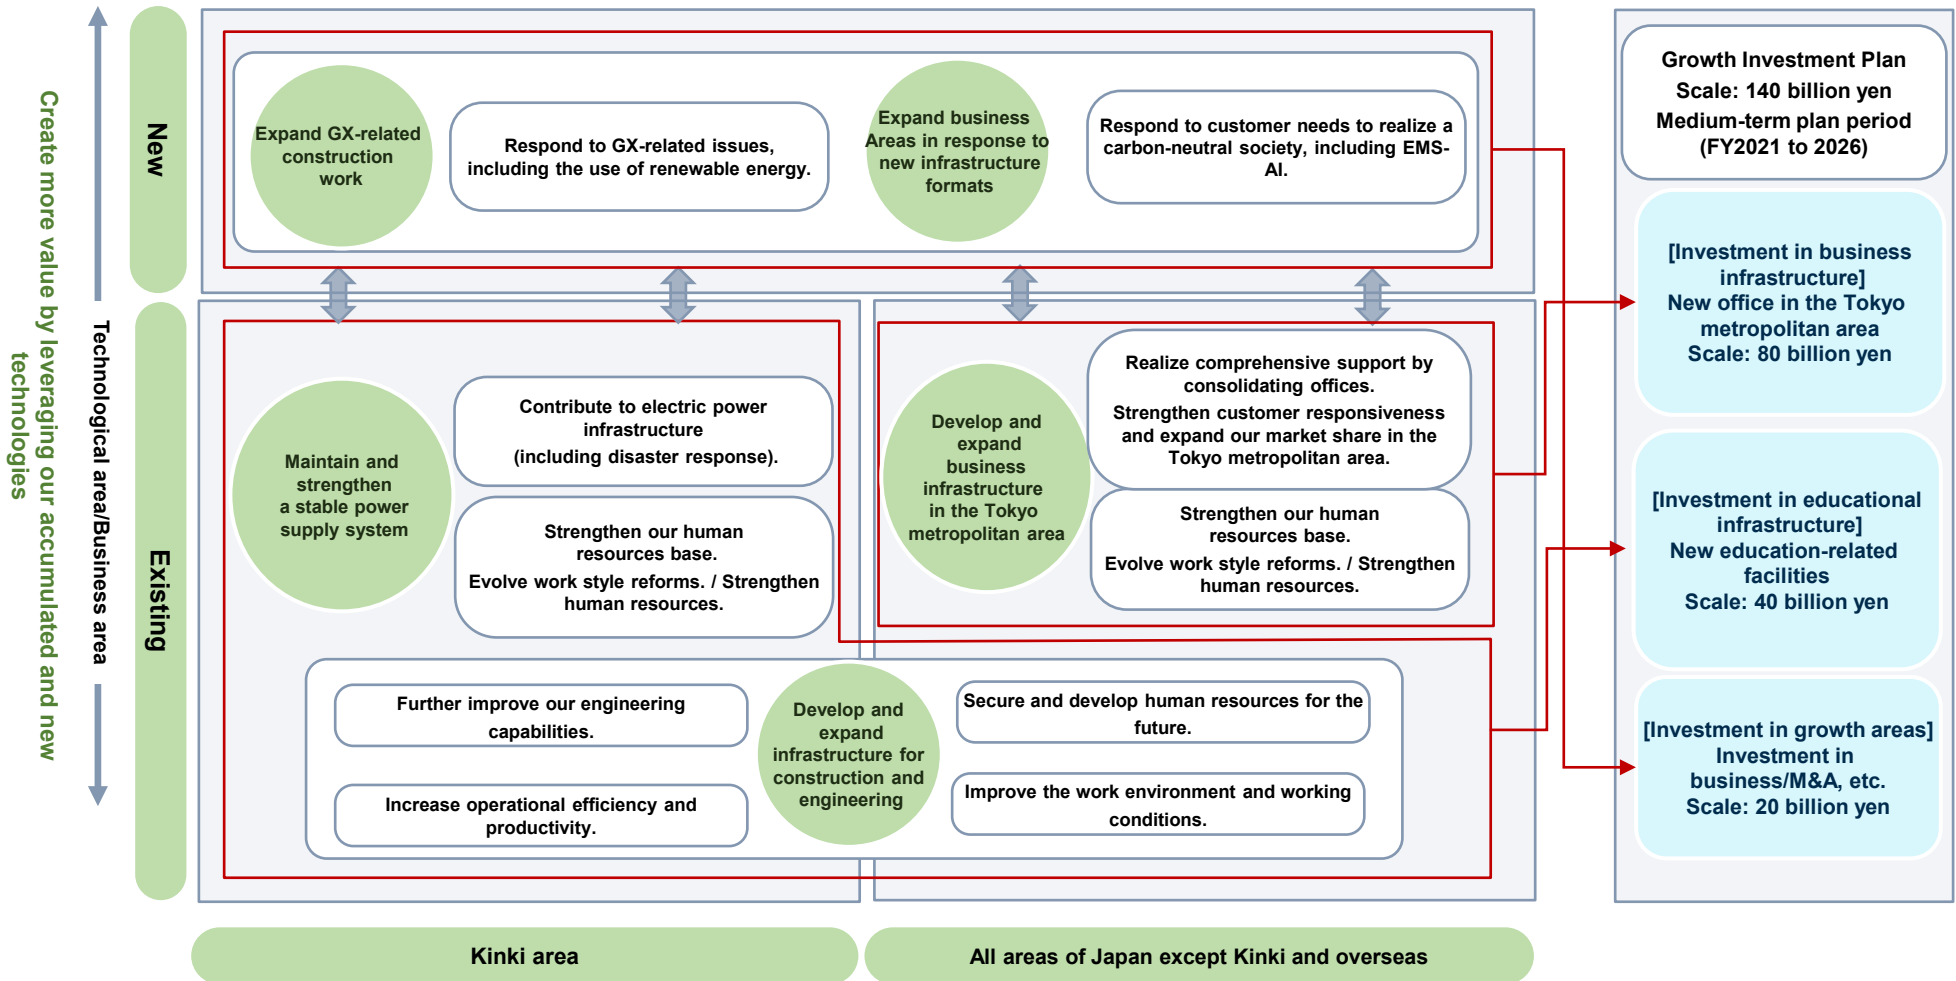 Create more value by leveraging our accumulated and new
technologies
Technological area/Business area
New
Expand GX-related
construction
work
Respond to GX-related issues,
including the use of renewable energy.
Expand business
Areas in response to
new infrastructure
formats
Respond to customer needs to realize a
carbon-neutral society, including EMS-
AI.
Existing
Maintain and
strengthen
a stable power
supply system
Contribute to electric power
infrastructure
(including disaster response).
Strengthen our human
resources base.
Evolve work style reforms. / Strengthen
human resources.
Develop and
expand
business
infrastructure
in the Tokyo
metropolitan area
Realize comprehensive support by
consolidating offices.
Strengthen customer responsiveness
and expand our market share in the
Tokyo metropolitan area.
Strengthen our human
resources base.
Evolve work style reforms. / Strengthen
human resources.
Further improve our engineering
capabilities.
Increase operational efficiency and
productivity.
Develop and
expand
infrastructure for
construction and
engineering
Secure and develop human resources for the
future.
Improve the work environment and working
conditions.
Kinki area
All areas of Japan except Kinki and overseas
Growth Investment Plan
Scale: 140 billion yen
Medium-term plan period
(FY2021 to 2026)
[Investment in business
infrastructure]
New office in the Tokyo
metropolitan area
Scale: 80 billion yen
[Investment in educational
infrastructure]
New education-related
facilities
Scale: 40 billion yen
[Investment in growth areas]
Investment in
business/M&A, etc.
Scale: 20 billion yen